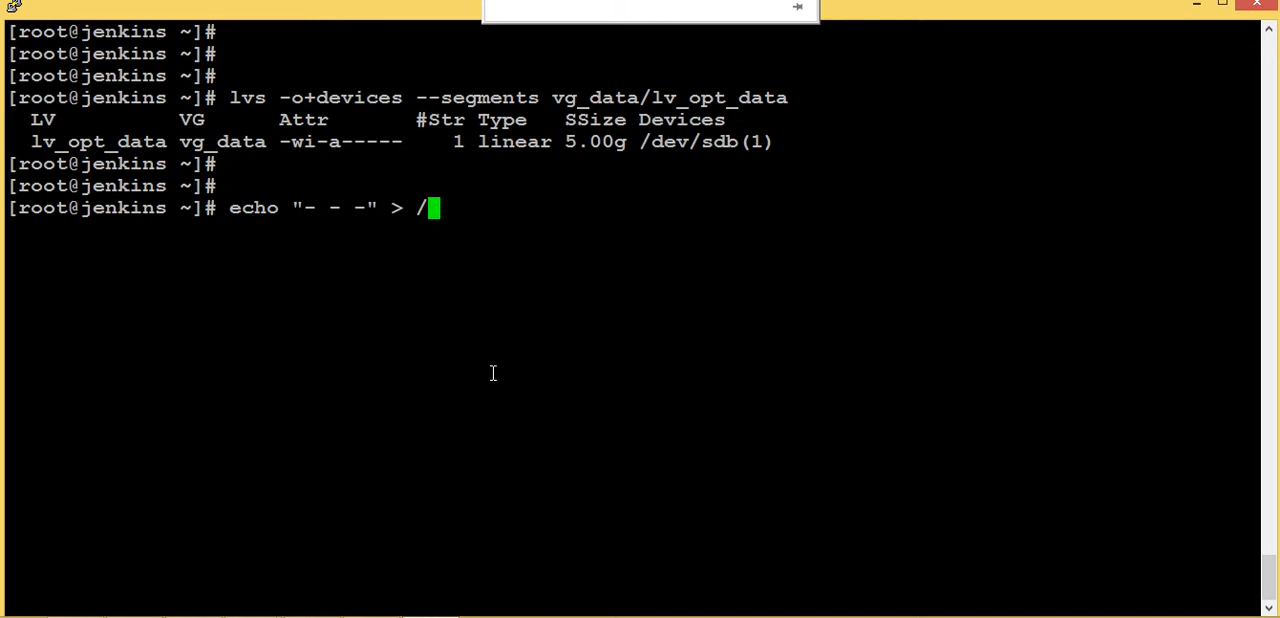 [root@jenkins ~]#
[root@jenkins ~]#
[root@jenkins ~]#
[root@jenkins ~]# lvs -o+devices --segments vg_data/lv_opt_data
  LV          VG      Attr       #Str Type   SSize Devices
  lv_opt_data vg_data -wi-a-----    1 linear 5.00g /dev/sdb(1)
[root@jenkins ~]#
[root@jenkins ~]#
[root@jenkins ~]# echo "- - -" > /